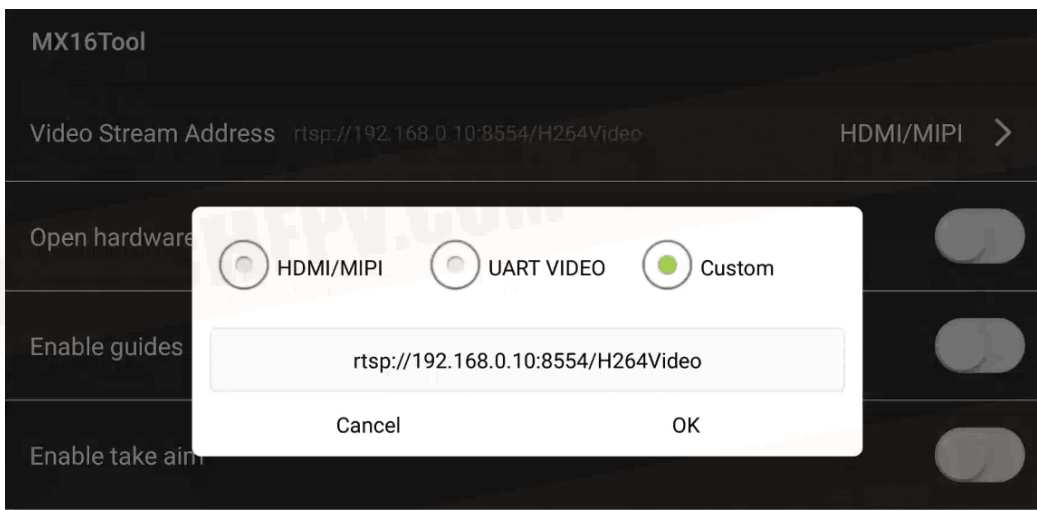 MX16Tool
Video Stream Address rtsp://192.168.0.10:8554/H264Video HDMI/MIPI
Open hardware
HDMI/MIPI UART VIDEO Custom
Enable guides
rtsp://192.168.0.10:8554/H264Video
Cancel OK
Enable take aim